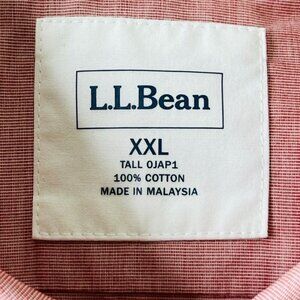 L.L.Bean
XXL
TALL 0JAP1
100% COTTON
MADE IN MALAYSIA